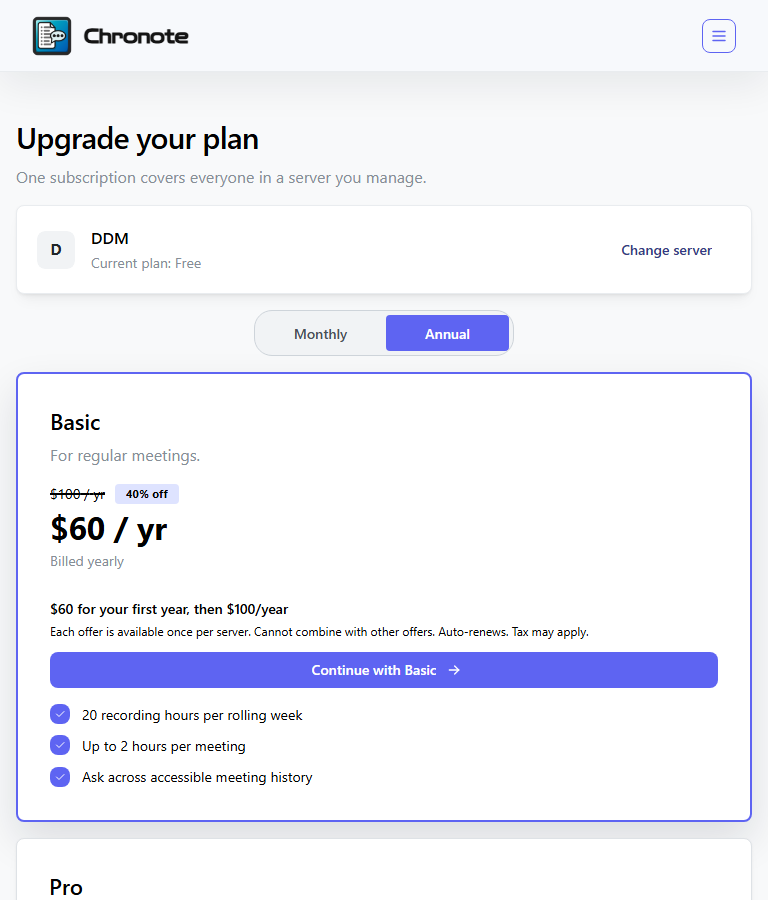 Chronote
Upgrade your plan
One subscription covers everyone in a server you manage.
D
DDM
Current plan: Free
Change server
Monthly
Annual
Basic
For regular meetings.
$100 / yr
40% off
$60 / yr
Billed yearly
$60 for your first year, then $100/year
Each offer is available once per server. Cannot combine with other offers. Auto-renews. Tax may apply.
Continue with Basic →
20 recording hours per rolling week
Up to 2 hours per meeting
Ask across accessible meeting history
Pro